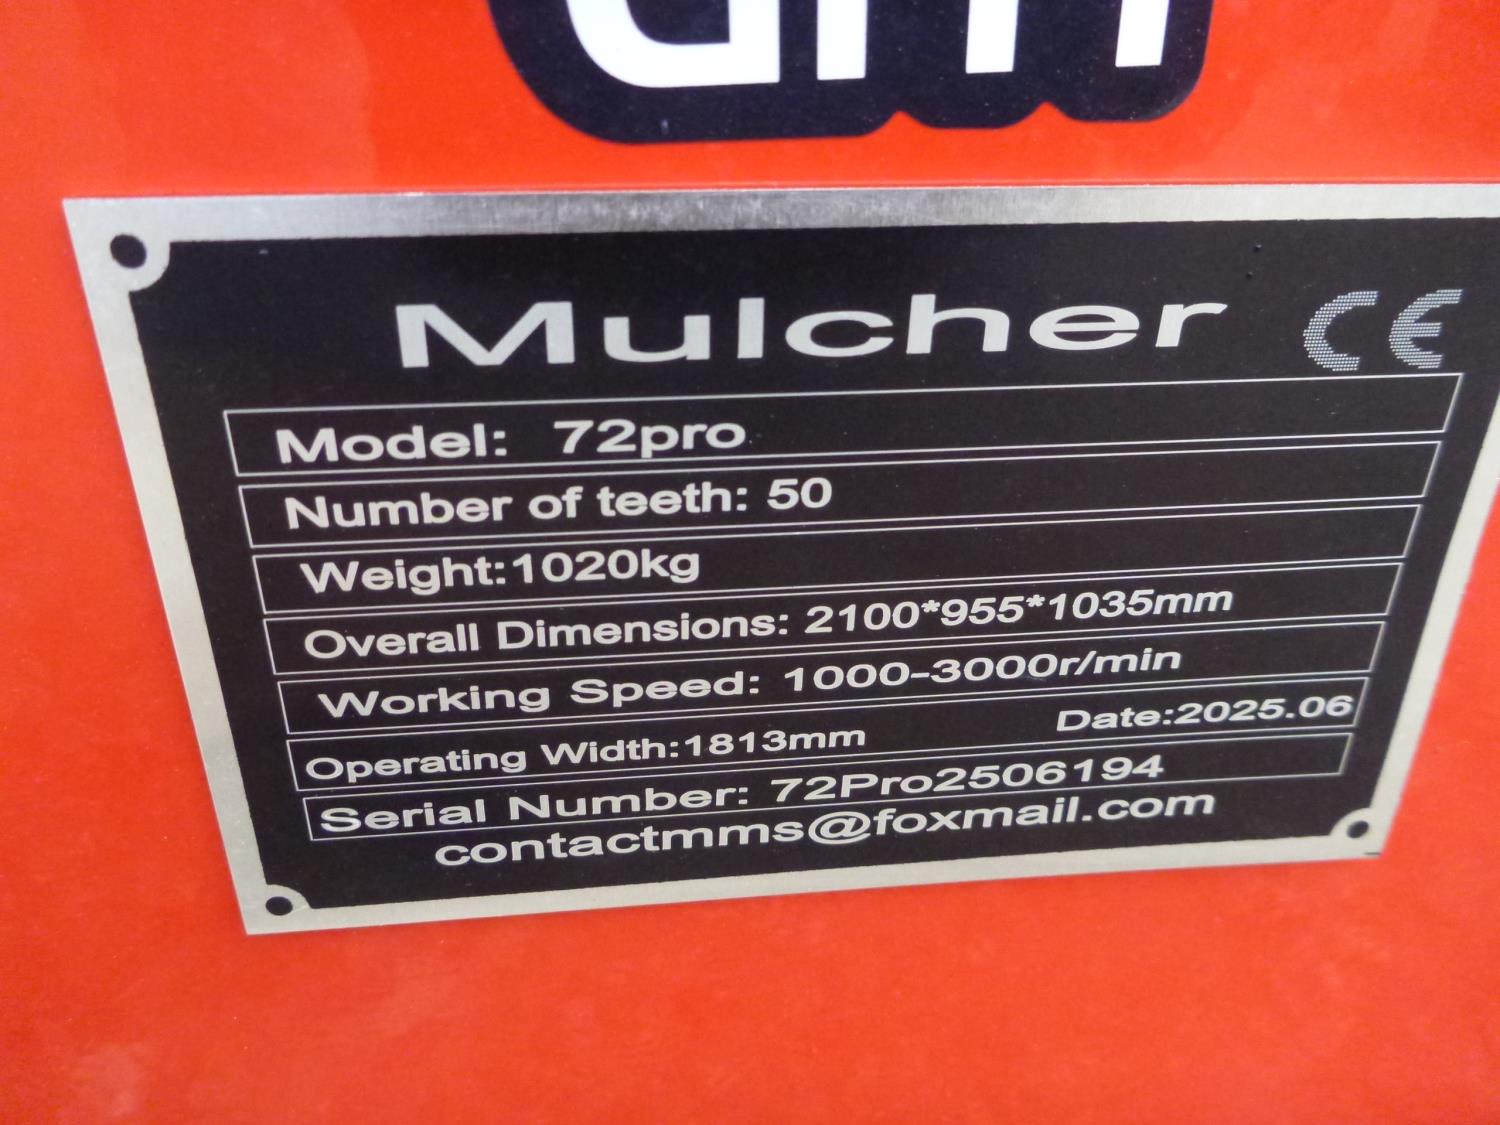 Mulcher CE
Model: 72pro
Number of teeth: 50
Weight:1020kg
Overall Dimensions: 2100*955*1035mm
Working Speed: 1000-3000r/min
Operating Width:1813mm Date:2025.06
Serial Number: 72Pro2506194
contactmms@foxmail.com